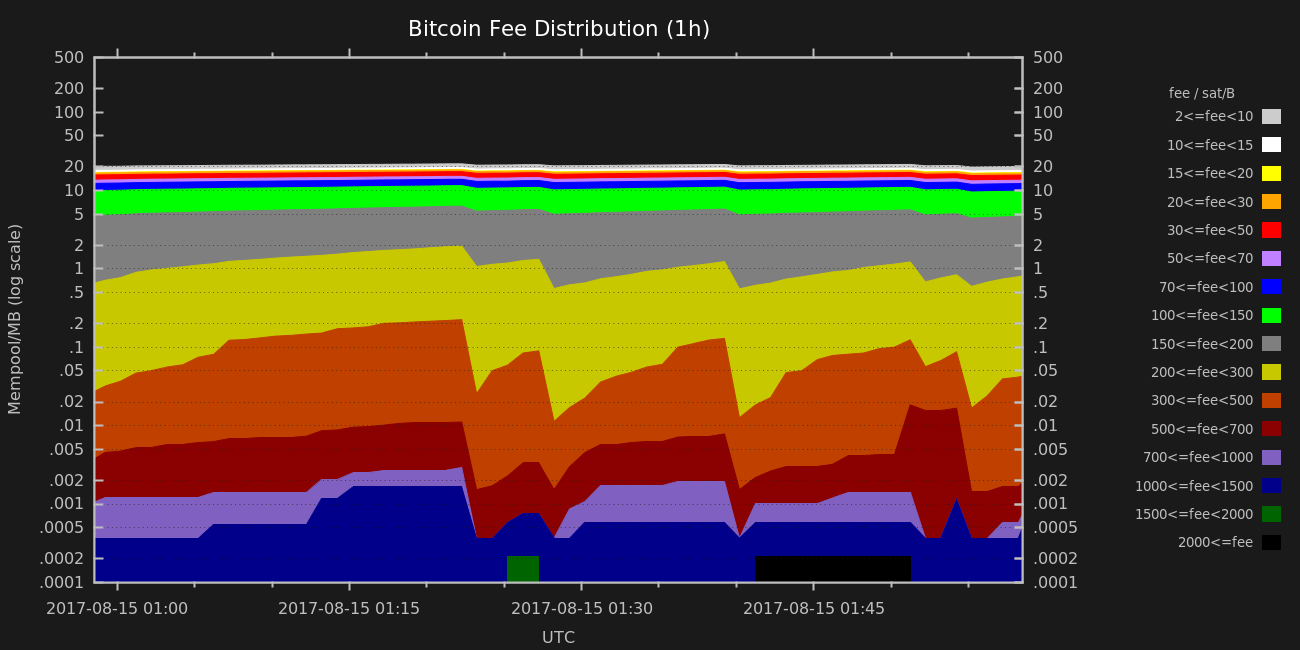 Bitcoin Fee Distribution (1h)
500 500
200 200
100 100
50 50
20 20
10 10
5 5
2 2
1 1
.5 .5
.2 .2
.1 .1
.05 .05
.02 .02
.01 .01
.005 .005
.002 .002
.001 .001
.0005 .0005
.0002 .0002
.0001 .0001
Mempool/MB (log scale)
2017-08-15 01:00 2017-08-15 01:15 2017-08-15 01:30 2017-08-15 01:45
UTC
fee / sat/B
2<=fee<10
10<=fee<15
15<=fee<20
20<=fee<30
30<=fee<50
50<=fee<70
70<=fee<100
100<=fee<150
150<=fee<200
200<=fee<300
300<=fee<500
500<=fee<700
700<=fee<1000
1000<=fee<1500
1500<=fee<2000
2000<=fee